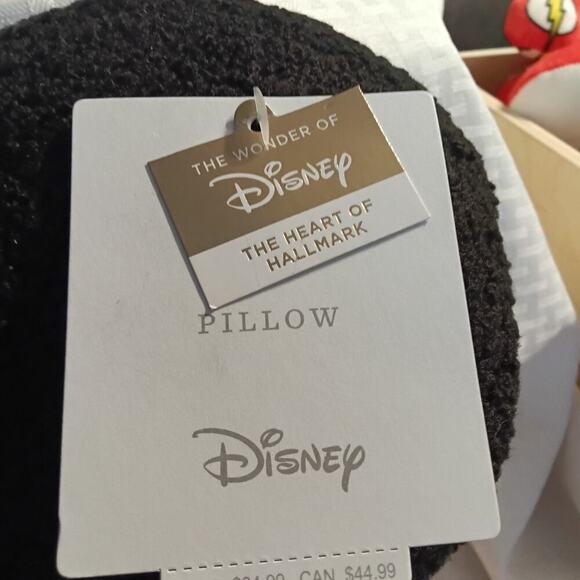 THE WONDER OF
Disney
THE HEART OF
HALLMARK
PILLOW
Disney
CAN $44.99